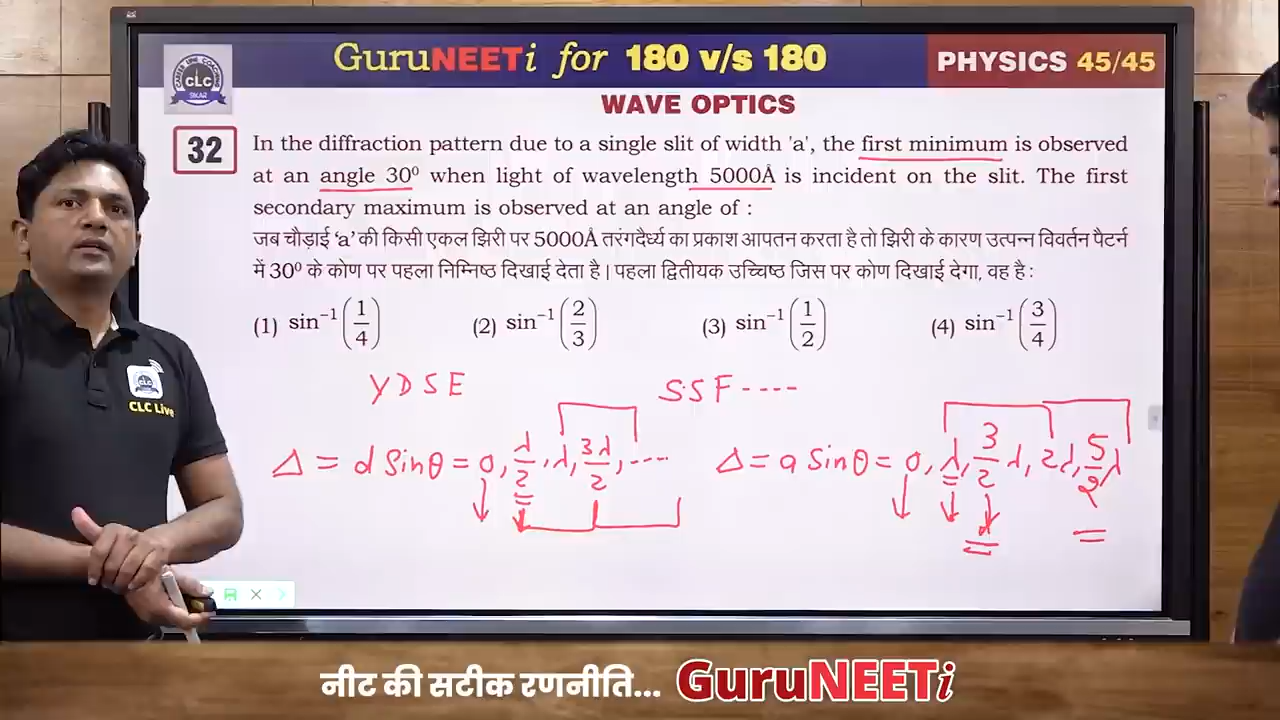 GuruNEETi for 180 v/s 180
PHYSICS 45/45
CLC
SIKAR
WAVE OPTICS
32
In the diffraction pattern due to a single slit of width 'a', the first minimum is observed
at an angle 30⁰ when light of wavelength 5000Å is incident on the slit. The first
secondary maximum is observed at an angle of :
जब चौड़ाई ‘a’ की किसी एकल झिरी पर 5000Å तरंगदैर्ध्य का प्रकाश आपतन करता है तो झिरी के कारण उत्पन्न विवर्तन पैटर्न
में 30⁰ के कोण पर पहला निम्निष्ठ दिखाई देता है। पहला द्वितीयक उच्चिष्ठ जिस पर कोण दिखाई देगा, वह है :
(1) sin⁻¹(1/4) (2) sin⁻¹(2/3) (3) sin⁻¹(1/2) (4) sin⁻¹(3/4)
YDSE
SSF----
Δ = d Sinθ = 0, λ/2, λ, 3λ/2, ....
Δ = a Sinθ = 0, λ, 3/2 λ, 2λ, 5/2 λ
CLC
CLC Live
नीट की सटीक रणनीति... GuruNEETi